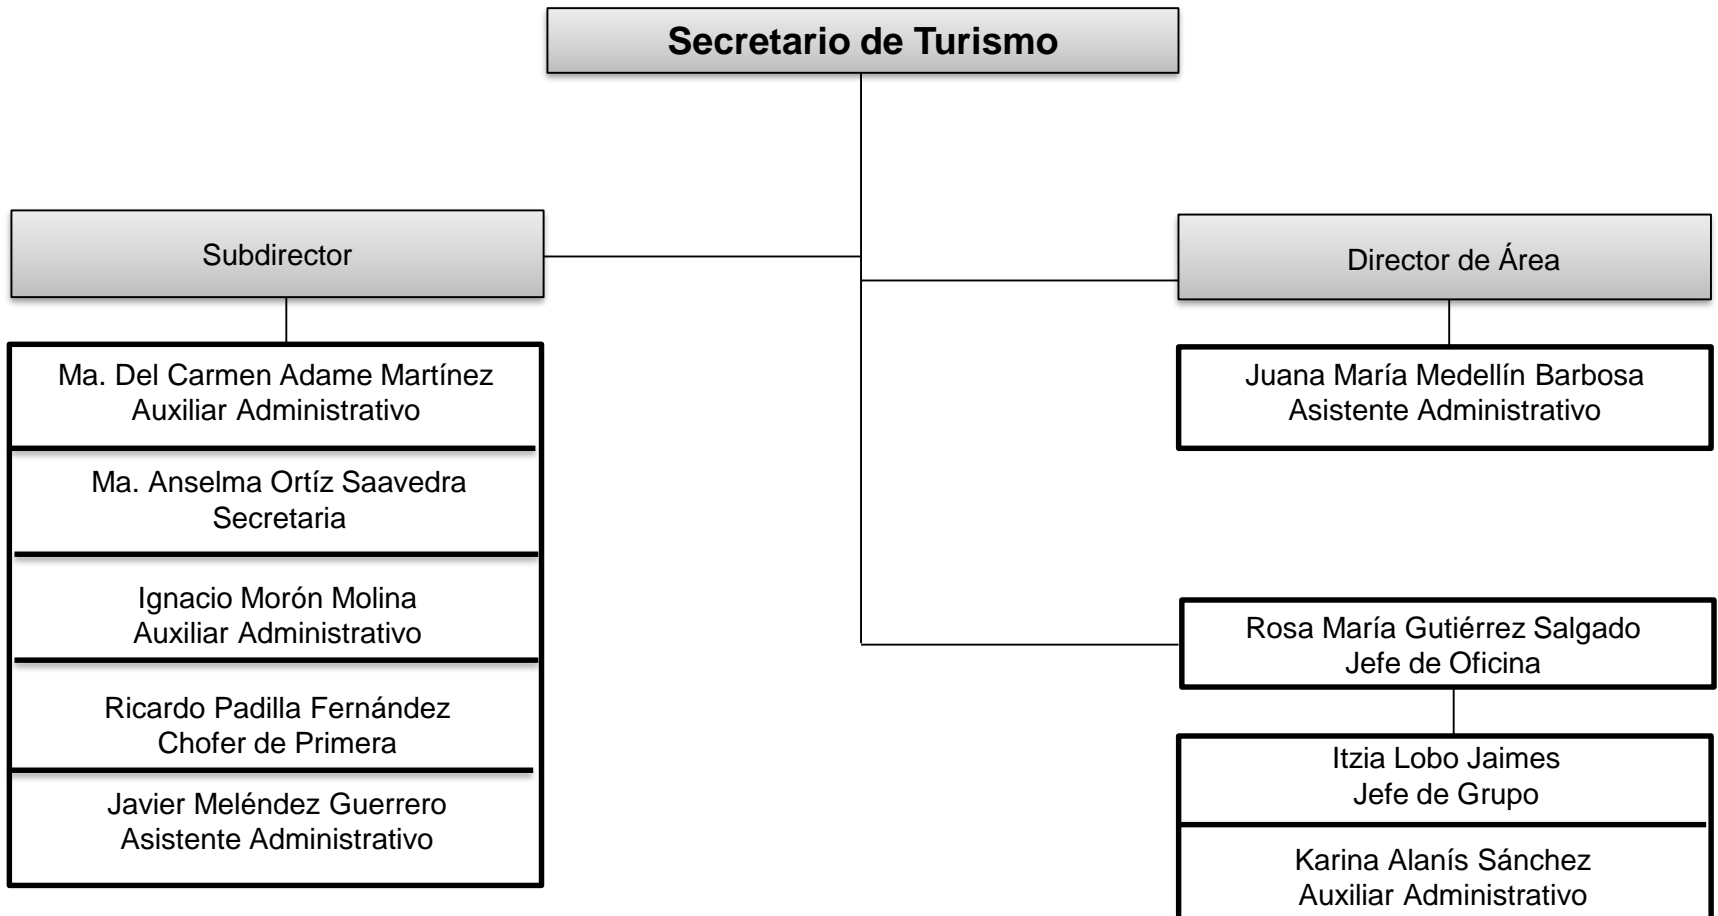 Secretario de Turismo
Subdirector
Director de Área
Ma. Del Carmen Adame Martínez
Auxiliar Administrativo
Ma. Anselma Ortíz Saavedra
Secretaria
Ignacio Morón Molina
Auxiliar Administrativo
Ricardo Padilla Fernández
Chofer de Primera
Javier Meléndez Guerrero
Asistente Administrativo
Juana María Medellín Barbosa
Asistente Administrativo
Rosa María Gutiérrez Salgado
Jefe de Oficina
Itzia Lobo Jaimes
Jefe de Grupo
Karina Alanís Sánchez
Auxiliar Administrativo